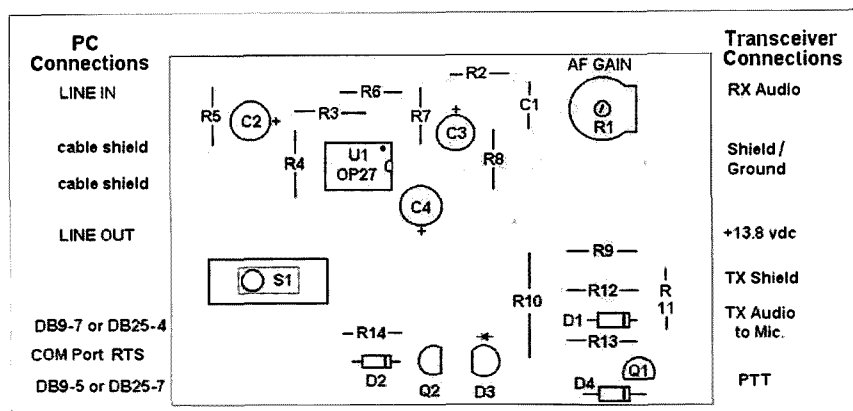 PC
Connections
Transceiver
Connections
LINE IN
cable shield
cable shield
LINE OUT
DB9-7 or DB25-4
COM Port RTS
DB9-5 or DB25-7
R5
C2
+
R3
R6
R4
U1
OP27
R7
C3
+
R2
C1
R8
C4
+
AF GAIN
R1
S1
R14
D2
Q2
D3
R10
R9
R12
D1
R13
R
11
Q1
D4
RX Audio
Shield /
Ground
+13.8 vdc
TX Shield
TX Audio
to Mic.
PTT